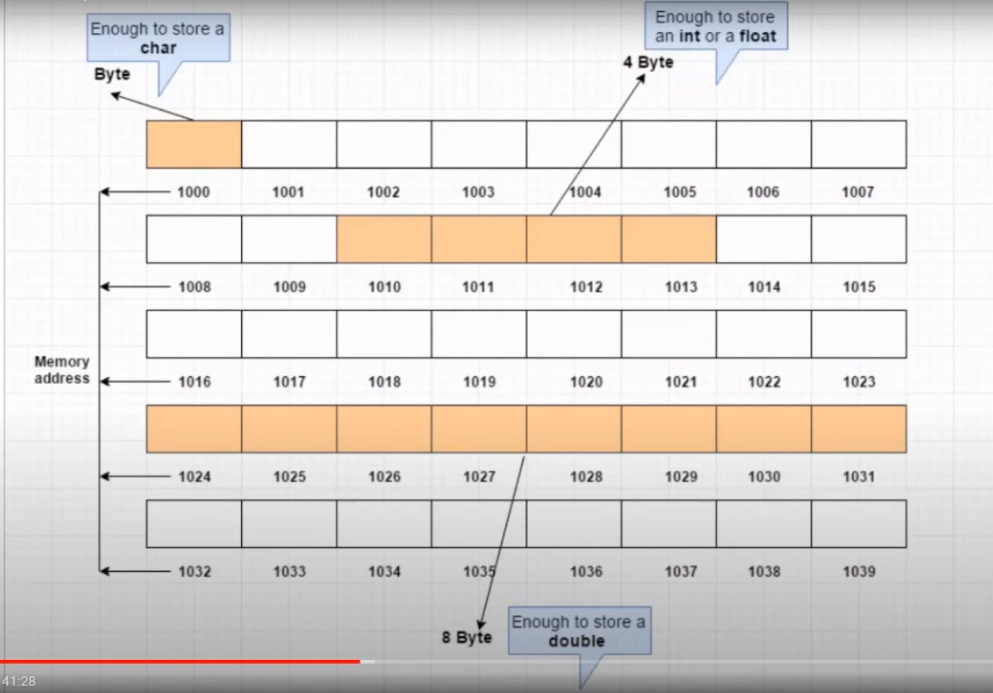 Enough to store a
char
Enough to store
an int or a float
Byte
4 Byte
1000 1001 1002 1003 1004 1005 1006 1007
1008 1009 1010 1011 1012 1013 1014 1015
Memory
address
1016 1017 1018 1019 1020 1021 1022 1023
1024 1025 1026 1027 1028 1029 1030 1031
1032 1033 1034 1035 1036 1037 1038 1039
8 Byte
Enough to store a
double
41:28